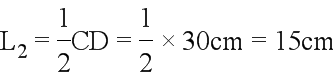 L₂ = 1/2 CD = 1/2 × 30cm = 15cm